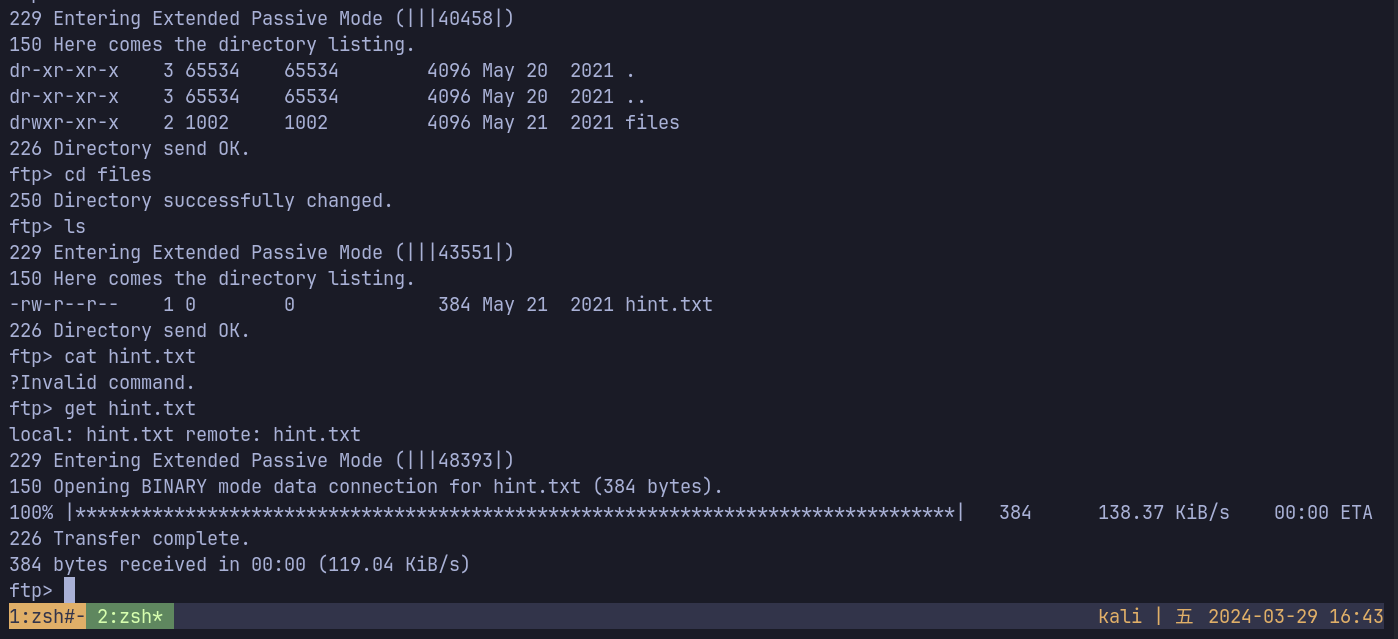 229 Entering Extended Passive Mode (|||40458|)
150 Here comes the directory listing.
dr-xr-xr-x    3 65534    65534        4096 May 20  2021 .
dr-xr-xr-x    3 65534    65534        4096 May 20  2021 ..
drwxr-xr-x    2 1002     1002         4096 May 21  2021 files
226 Directory send OK.
ftp> cd files
250 Directory successfully changed.
ftp> ls
229 Entering Extended Passive Mode (|||43551|)
150 Here comes the directory listing.
-rw-r--r--    1 0        0             384 May 21  2021 hint.txt
226 Directory send OK.
ftp> cat hint.txt
?Invalid command.
ftp> get hint.txt
local: hint.txt remote: hint.txt
229 Entering Extended Passive Mode (|||48393|)
150 Opening BINARY mode data connection for hint.txt (384 bytes).
100% |********************************************************************************|   384      138.37 KiB/s    00:00 ETA
226 Transfer complete.
384 bytes received in 00:00 (119.04 KiB/s)
ftp>
1:zsh#- 2:zsh* kali | 五 2024-03-29 16:43